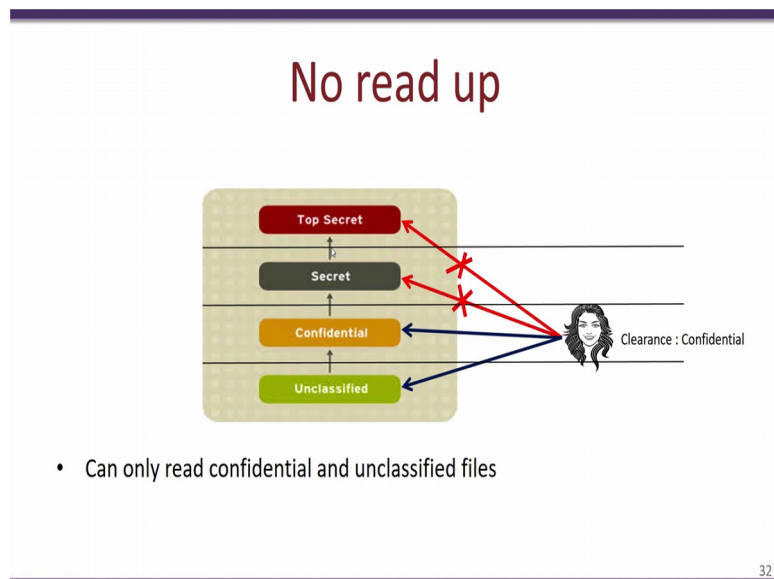 No read up
Top Secret
Secret
Confidential
Clearance : Confidential
Unclassified
• Can only read confidential and unclassified files
32